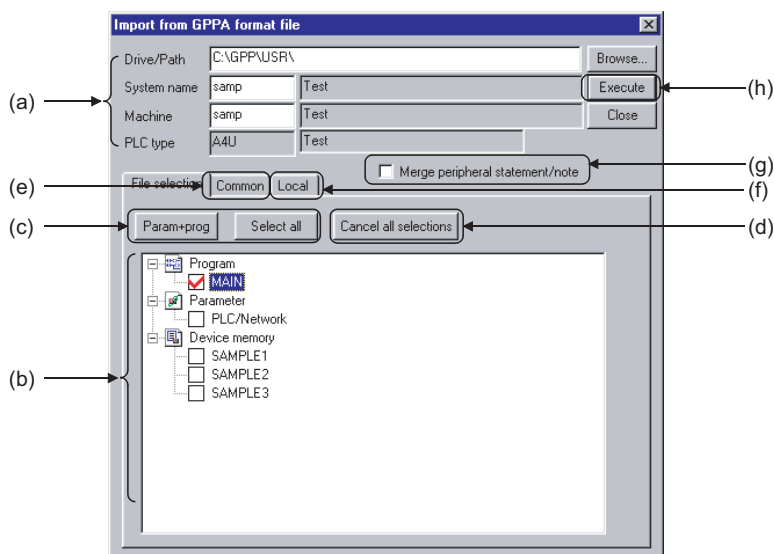 Import from GPPA format file
Drive/Path C:\GPP\USR\ Browse...
(a) System name samp Test Execute (h)
Machine samp Test Close
PLC type A4U Test
(g) Merge peripheral statement/note
(e) File selection Common Local (f)
(c) Param+prog Select all Cancel all selections (d)
Program
MAIN
Parameter
PLC/Network
Device memory
SAMPLE1
(b) SAMPLE2
SAMPLE3